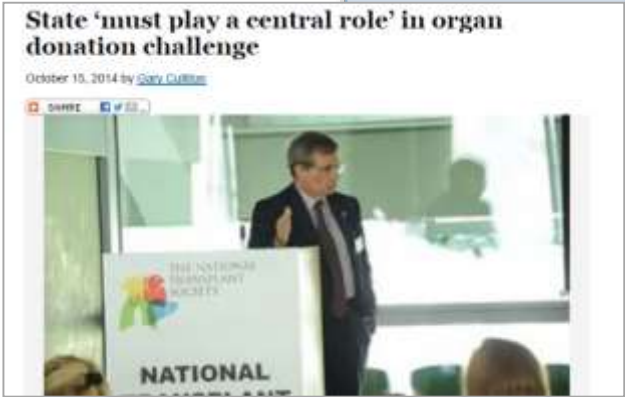 State ‘must play a central role’ in organ
donation challenge
October 15, 2014 by Gary Culliton
SHARE
THE NATIONAL
TRANSPLANT
SOCIETY
NATIONAL
TRANSPLANT